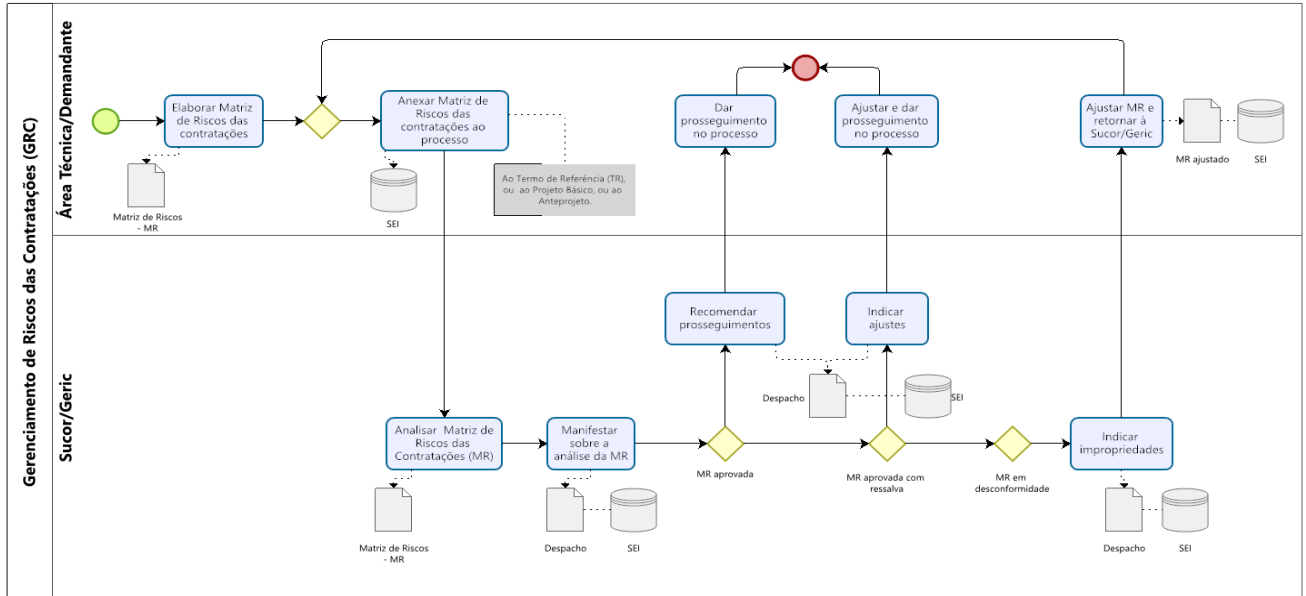 Gerenciamento de Riscos das Contratações (GRC)
Área Técnica/Demandante
Elaborar Matriz
de Riscos das
contratações
Matriz de Riscos
- MR
Anexar Matriz de
Riscos das
contratações ao
processo
SEI
Ao Termo de Referência (TR),
ou ao Projeto Básico, ou ao
Anteprojeto.
Dar
prosseguimento
no processo
Ajustar e dar
prosseguimento
no processo
Ajustar MR e
retornar à
Sucor/Geric
MR ajustado
SEI
Sucor/Geric
Analisar Matriz de
Riscos das
Contratações (MR)
Matriz de Riscos
- MR
Manifestar
sobre a
análise da MR
Despacho
SEI
MR aprovada
Recomendar
prosseguimentos
Indicar
ajustes
Despacho
SEI
MR aprovada com
ressalva
MR em
desconformidade
Indicar
impropriedades
Despacho
SEI